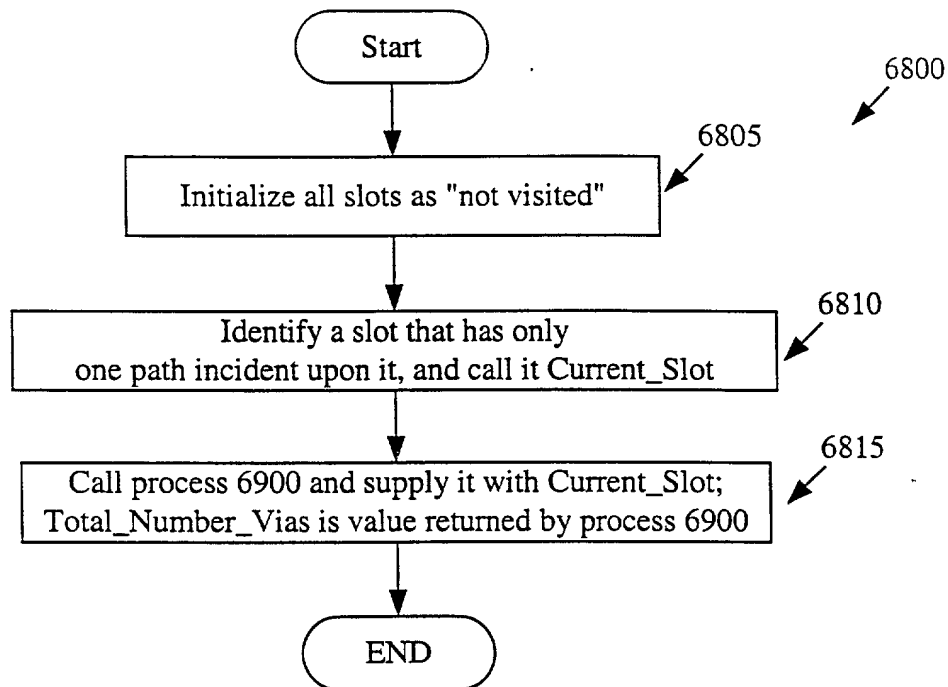 Start
6800
6805
Initialize all slots as "not visited"
6810
Identify a slot that has only
one path incident upon it, and call it Current_Slot
6815
Call process 6900 and supply it with Current_Slot;
Total_Number_Vias is value returned by process 6900
END